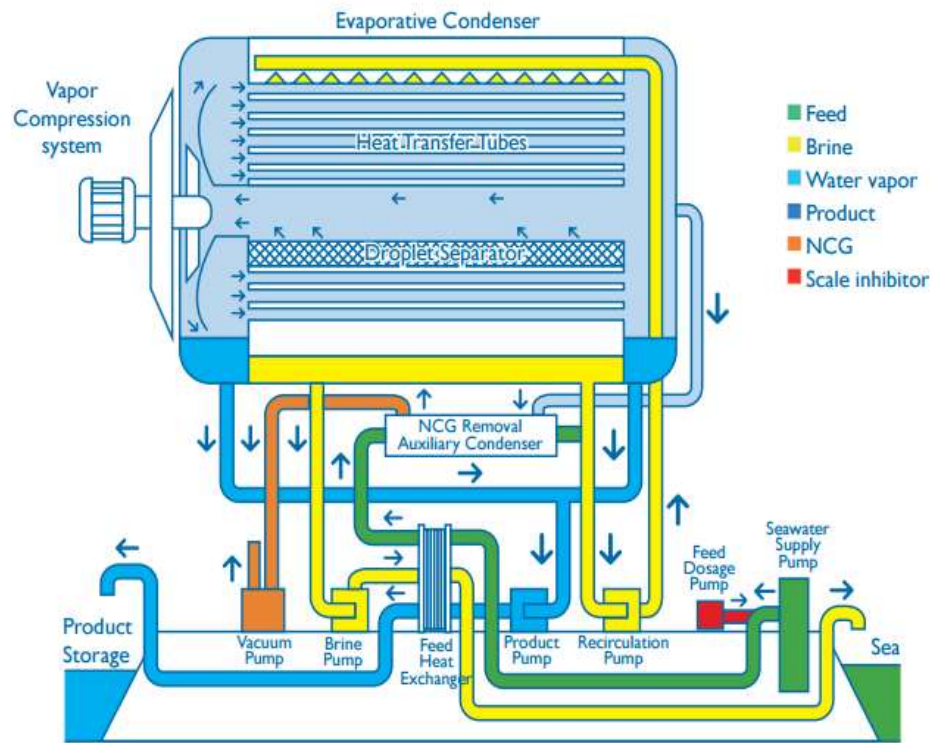 Evaporative Condenser
Vapor
Compression
system
Heat Transfer Tubes
Droplet Separator
Feed
Brine
Water vapor
Product
NCG
Scale inhibitor
NCG Removal
Auxiliary Condenser
Product
Storage
Vacuum
Pump
Brine
Pump
Feed
Heat
Exchanger
Product
Pump
Recirculation
Pump
Feed
Dosage
Pump
Seawater
Supply
Pump
Sea